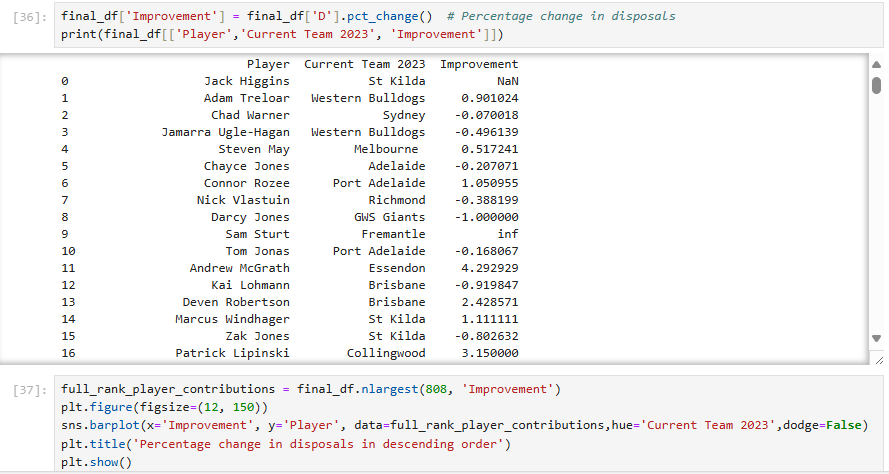 [36]: final_df['Improvement'] = final_df['D'].pct_change()  # Percentage change in disposals
print(final_df[['Player','Current Team 2023', 'Improvement']])
Player  Current Team 2023  Improvement
0  Jack Higgins  St Kilda  NaN
1  Adam Treloar  Western Bulldogs  0.901024
2  Chad Warner  Sydney  -0.070018
3  Jamarra Ugle-Hagan  Western Bulldogs  -0.496139
4  Steven May  Melbourne  0.517241
5  Chayce Jones  Adelaide  -0.207071
6  Connor Rozee  Port Adelaide  1.050955
7  Nick Vlastuin  Richmond  -0.388199
8  Darcy Jones  GWS Giants  -1.000000
9  Sam Sturt  Fremantle  inf
10  Tom Jonas  Port Adelaide  -0.168067
11  Andrew McGrath  Essendon  4.292929
12  Kai Lohmann  Brisbane  -0.919847
13  Deven Robertson  Brisbane  2.428571
14  Marcus Windhager  St Kilda  1.111111
15  Zak Jones  St Kilda  -0.802632
16  Patrick Lipinski  Collingwood  3.150000
[37]: full_rank_player_contributions = final_df.nlargest(808, 'Improvement')
plt.figure(figsize=(12, 150))
sns.barplot(x='Improvement', y='Player', data=full_rank_player_contributions,hue='Current Team 2023',dodge=False)
plt.title('Percentage change in disposals in descending order')
plt.show()